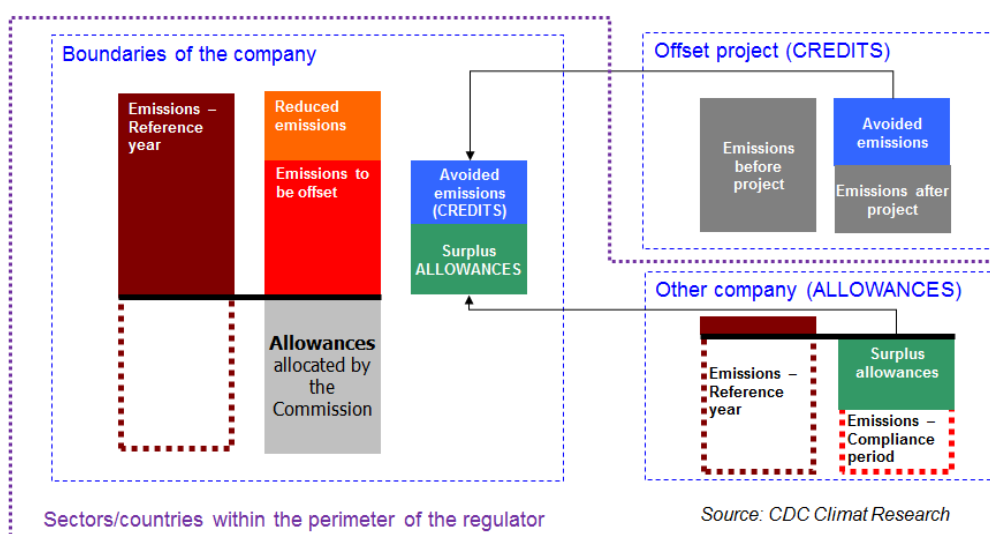 Boundaries of the company
Emissions –
Reference
year
Reduced
emissions
Emissions to
be offset
Allowances
allocated by
the
Commission
Avoided
emissions
(CREDITS)
Surplus
ALLOWANCES
Offset project (CREDITS)
Emissions
before
project
Avoided
emissions
Emissions after
project
Other company (ALLOWANCES)
Emissions –
Reference
year
Surplus
allowances
Emissions –
Compliance
period
Sectors/countries within the perimeter of the regulator
Source: CDC Climat Research